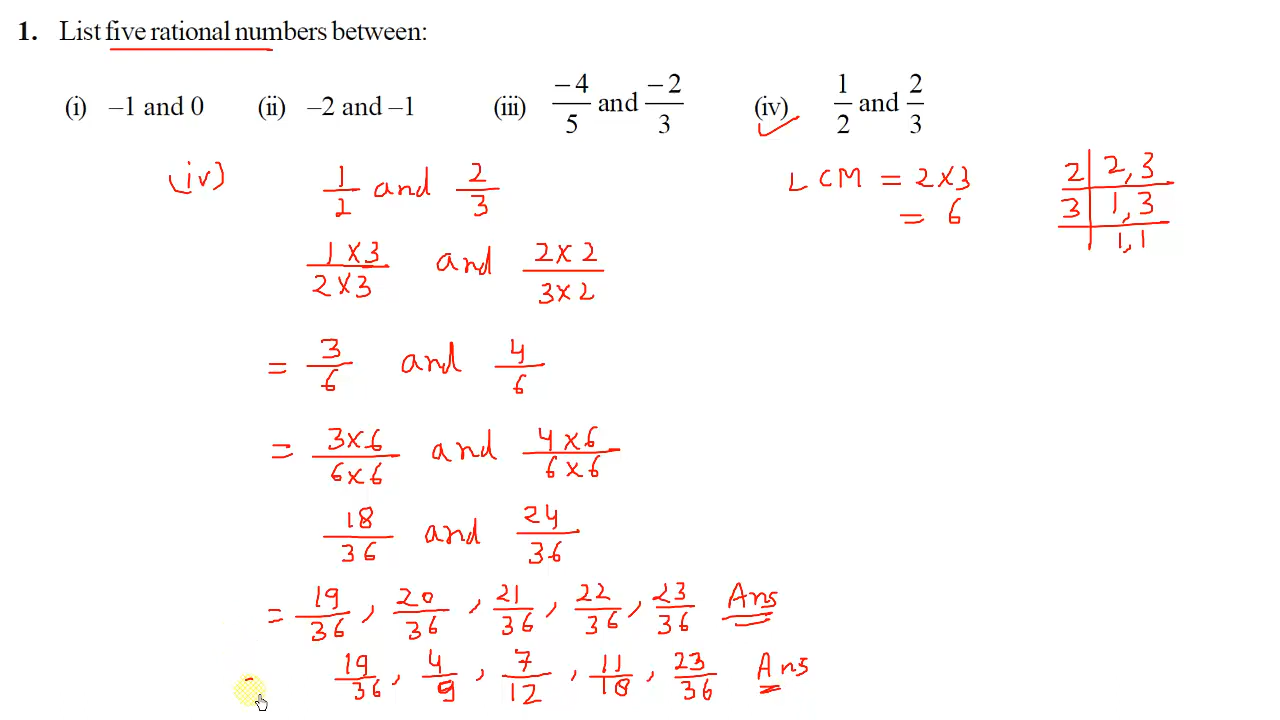 1. List five rational numbers between:
(i) –1 and 0 (ii) –2 and –1 (iii) −4/5 and −2/3 (iv) 1/2 and 2/3
(iv) 1/2 and 2/3
LCM = 2×3
= 6
2 | 2, 3
3 | 1, 3
| 1, 1
1×3/2×3 and 2×2/3×2
= 3/6 and 4/6
= 3×6/6×6 and 4×6/6×6
18/36 and 24/36
= 19/36, 20/36, 21/36, 22/36, 23/36 Ans
19/36, 4/9, 7/12, 11/18, 23/36 Ans